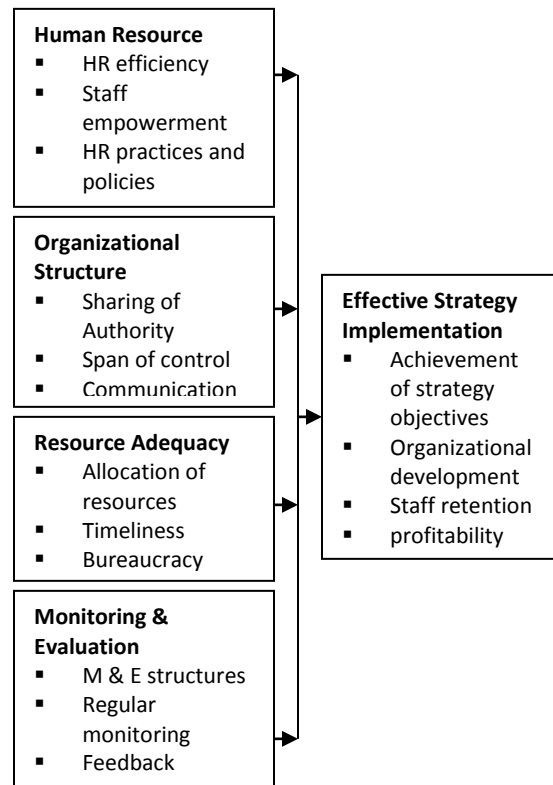 Human Resource
▪ HR efficiency
▪ Staff
empowerment
▪ HR practices and
policies
Organizational
Structure
▪ Sharing of
Authority
▪ Span of control
▪ Communication
Resource Adequacy
▪ Allocation of
resources
▪ Timeliness
▪ Bureaucracy
Monitoring &
Evaluation
▪ M & E structures
▪ Regular
monitoring
▪ Feedback
Effective Strategy
Implementation
▪ Achievement
of strategy
objectives
▪ Organizational
development
▪ Staff retention
▪ profitability